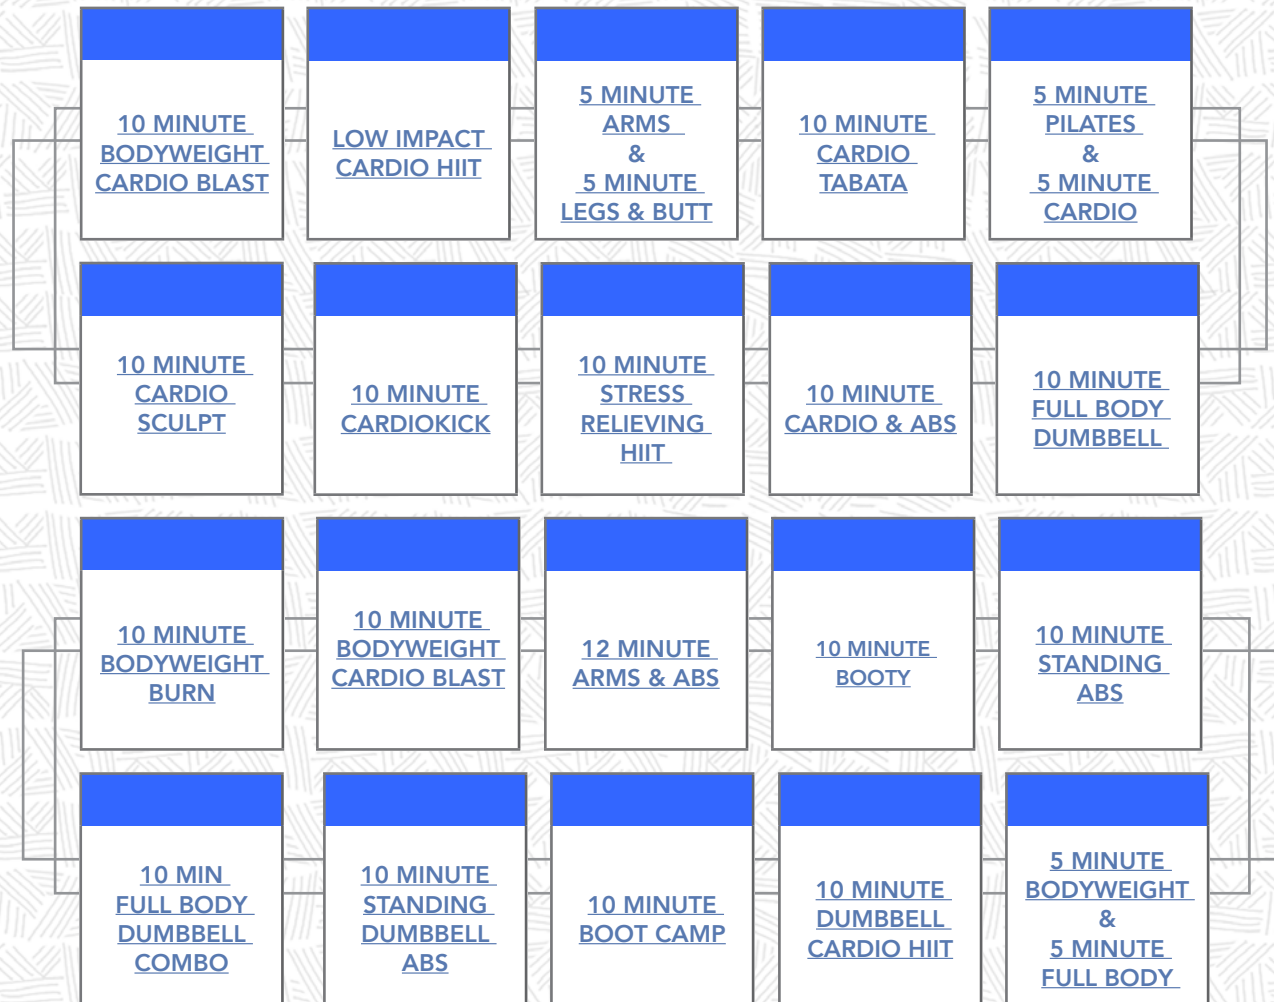 10 MINUTE
BODYWEIGHT
CARDIO BLAST
LOW IMPACT
CARDIO HIIT
5 MINUTE
ARMS
&
5 MINUTE
LEGS & BUTT
10 MINUTE
CARDIO
TABATA
5 MINUTE
PILATES
&
5 MINUTE
CARDIO
10 MINUTE
CARDIO
SCULPT
10 MINUTE
CARDIOKICK
10 MINUTE
STRESS
RELIEVING
HIIT
10 MINUTE
CARDIO & ABS
10 MINUTE
FULL BODY
DUMBBELL
10 MINUTE
BODYWEIGHT
BURN
10 MINUTE
BODYWEIGHT
CARDIO BLAST
12 MINUTE
ARMS & ABS
10 MINUTE
BOOTY
10 MINUTE
STANDING
ABS
10 MIN
FULL BODY
DUMBBELL
COMBO
10 MINUTE
STANDING
DUMBBELL
ABS
10 MINUTE
BOOT CAMP
10 MINUTE
DUMBBELL
CARDIO HIIT
5 MINUTE
BODYWEIGHT
&
5 MINUTE
FULL BODY